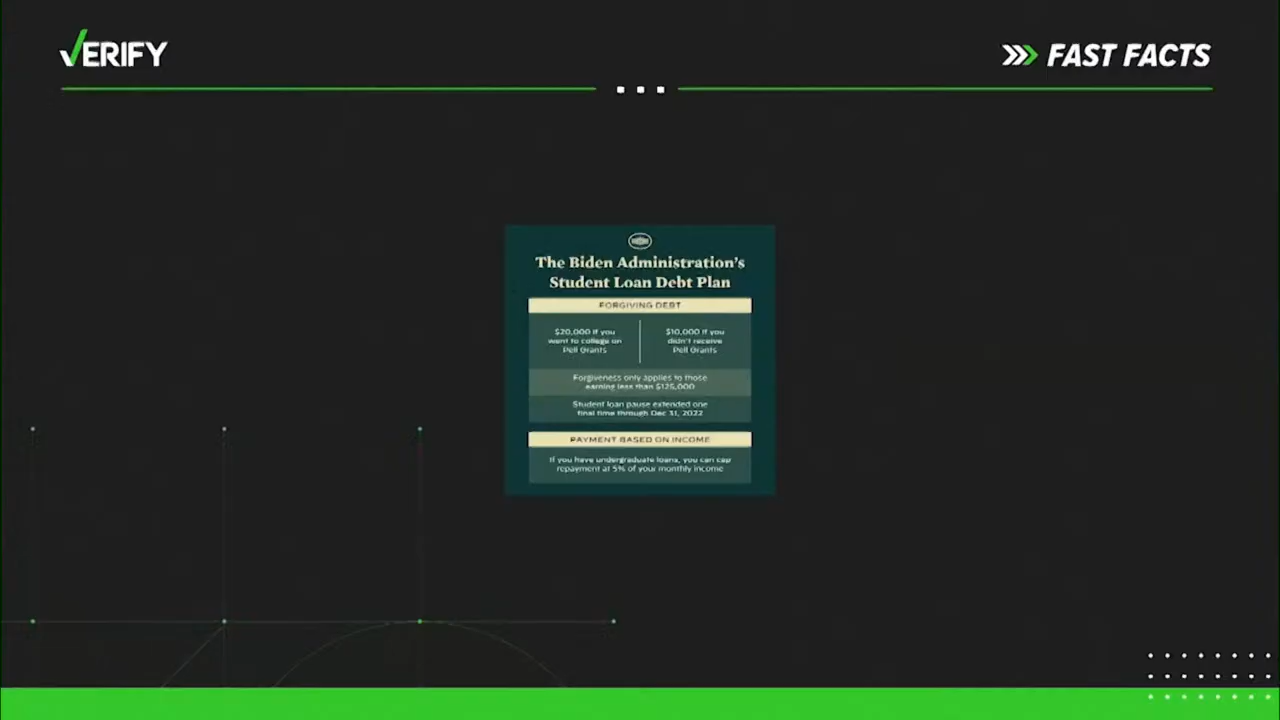 VERIFY
FAST FACTS
The Biden Administration's
Student Loan Debt Plan
FORGIVING DEBT
$20,000 if you
went to college on
Pell Grants
$10,000 if you
didn't receive
Pell Grants
Forgiveness only applies to those
earning less than $125,000
Student loan pause extended one
final time through Dec 31, 2022
PAYMENT BASED ON INCOME
If you have undergraduate loans, you can cap
repayment at 5% of your monthly income